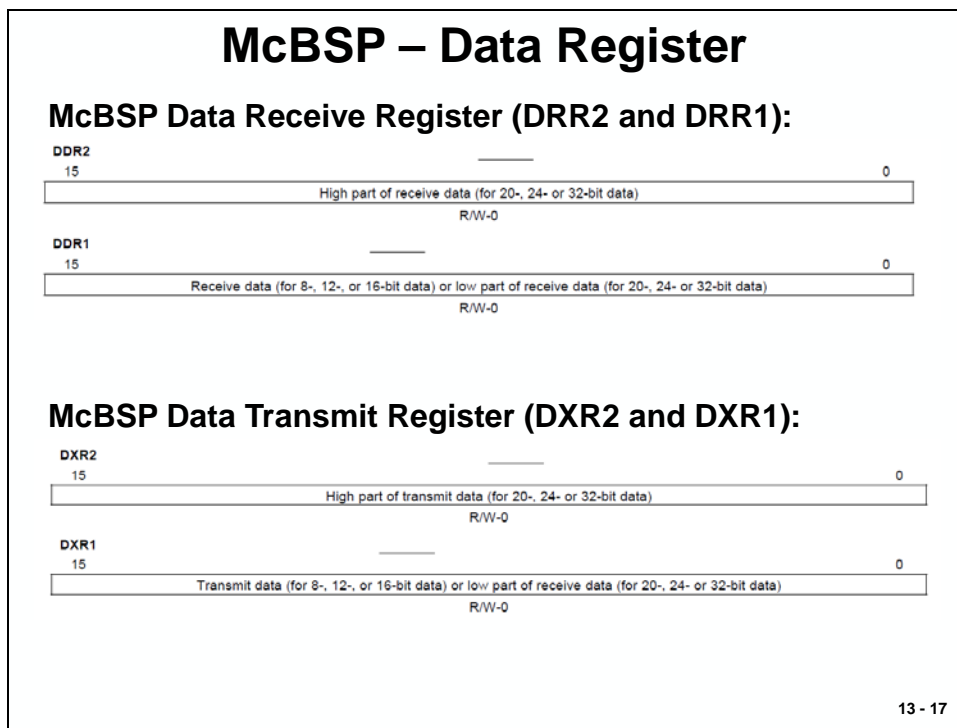 McBSP – Data Register
McBSP Data Receive Register (DRR2 and DRR1):
DDR2
15 0
High part of receive data (for 20-, 24- or 32-bit data)
R/W-0
DDR1
15 0
Receive data (for 8-, 12-, or 16-bit data) or low part of receive data (for 20-, 24- or 32-bit data)
R/W-0
McBSP Data Transmit Register (DXR2 and DXR1):
DXR2
15 0
High part of transmit data (for 20-, 24- or 32-bit data)
R/W-0
DXR1
15 0
Transmit data (for 8-, 12-, or 16-bit data) or low part of receive data (for 20-, 24- or 32-bit data)
R/W-0
13 - 17